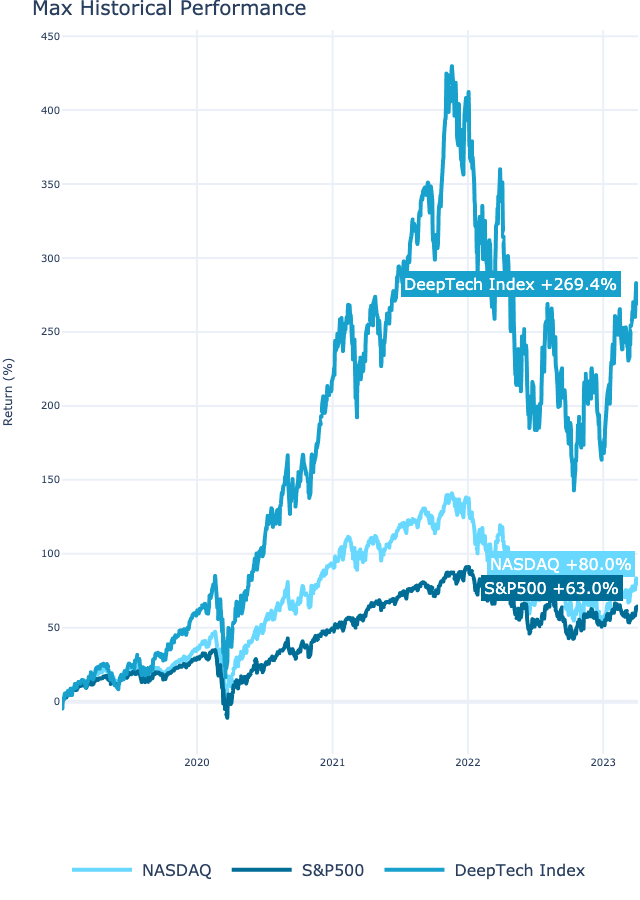 Max Historical Performance
450
400
350
300
DeepTech Index +269.4%
250
Return (%)
200
150
100
NASDAQ +80.0%
S&P500 +63.0%
50
0
2020 2021 2022 2023
NASDAQ S&P500 DeepTech Index